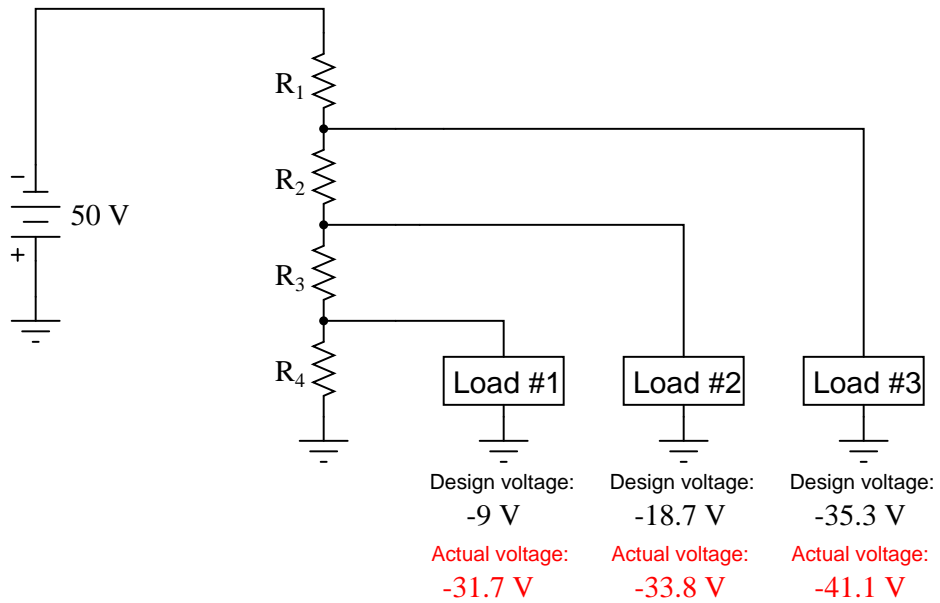 R1
R2
-
50 V
+
R3
R4
Load #1
Load #2
Load #3
Design voltage:
-9 V
Actual voltage:
-31.7 V
Design voltage:
-18.7 V
Actual voltage:
-33.8 V
Design voltage:
-35.3 V
Actual voltage:
-41.1 V